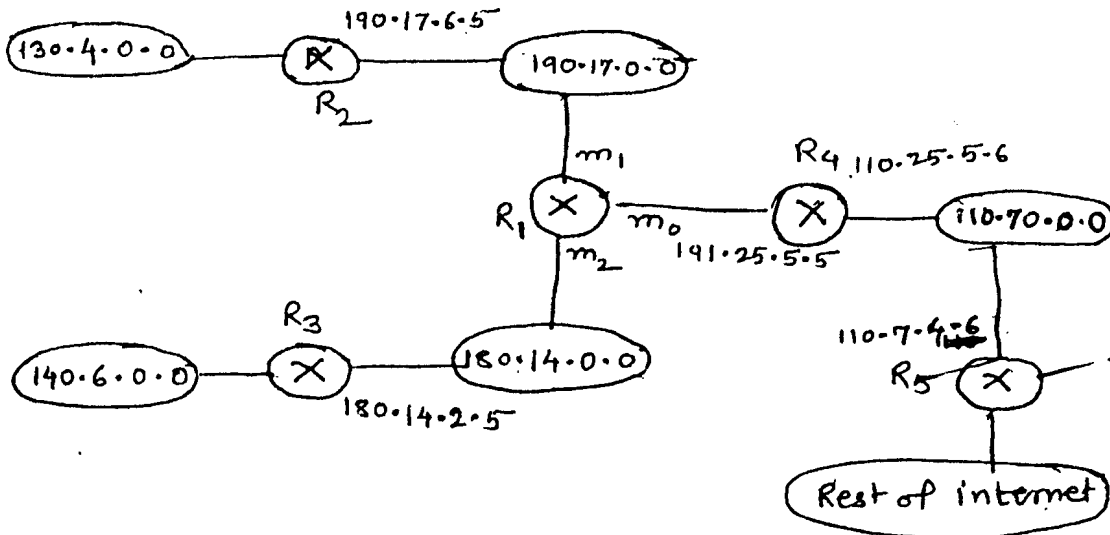 190.17.6.5
130.4.0.0
190.17.0.0
R2
m1
R4 110.25.5.6
R1
m0
110.70.0.0
m2
191.25.5.5
R3
110.7.4.6
140.6.0.0
180.14.0.0
R5
180.14.2.5
Rest of internet